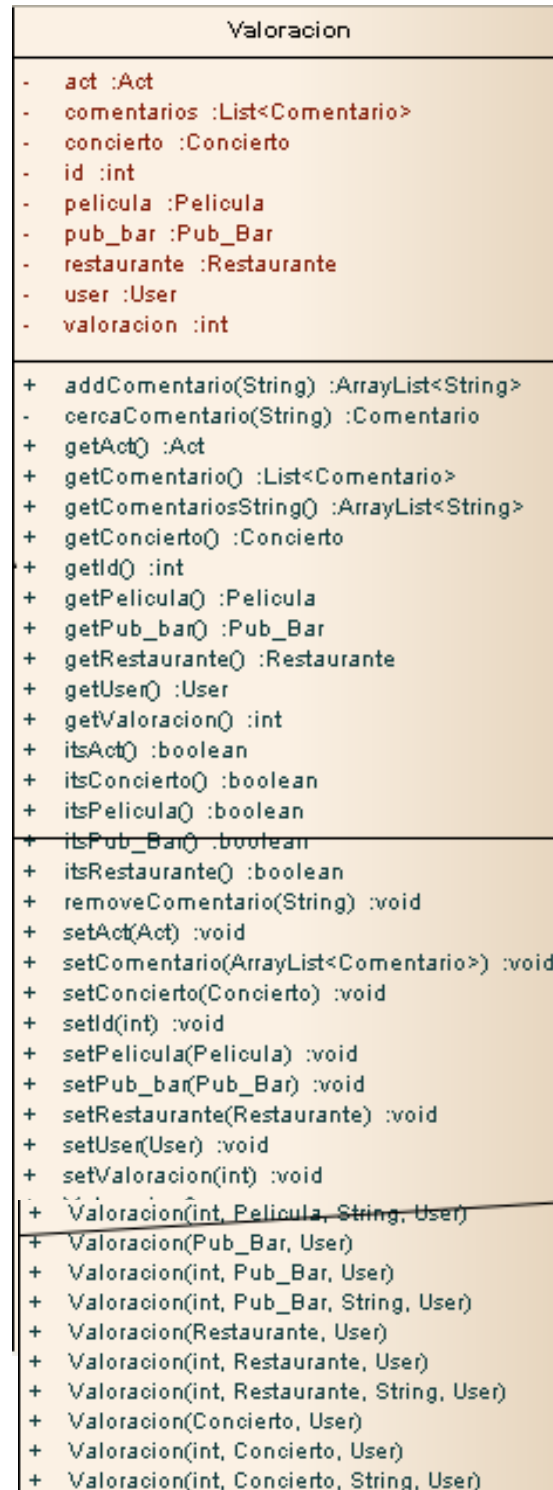 Valoracion
- act :Act
- comentarios :List<Comentario>
- concierto :Concierto
- id :int
- pelicula :Pelicula
- pub_bar :Pub_Bar
- restaurante :Restaurante
- user :User
- valoracion :int
+ addComentario(String) :ArrayList<String>
- cercaComentario(String) :Comentario
+ getAct() :Act
+ getComentario() :List<Comentario>
+ getComentariosString() :ArrayList<String>
+ getConcierto() :Concierto
+ getId() :int
+ getPelicula() :Pelicula
+ getPub_bar() :Pub_Bar
+ getRestaurante() :Restaurante
+ getUser() :User
+ getValoracion() :int
+ itsAct() :boolean
+ itsConcierto() :boolean
+ itsPelicula() :boolean
+ itsPub_Bar() :boolean
+ itsRestaurante() :boolean
+ removeComentario(String) :void
+ setAct(Act) :void
+ setComentario(ArrayList<Comentario>) :void
+ setConcierto(Concierto) :void
+ setId(int) :void
+ setPelicula(Pelicula) :void
+ setPub_bar(Pub_Bar) :void
+ setRestaurante(Restaurante) :void
+ setUser(User) :void
+ setValoracion(int) :void
+ Valoracion(int, Pelicula, String, User)
+ Valoracion(Pub_Bar, User)
+ Valoracion(int, Pub_Bar, User)
+ Valoracion(int, Pub_Bar, String, User)
+ Valoracion(Restaurante, User)
+ Valoracion(int, Restaurante, User)
+ Valoracion(int, Restaurante, String, User)
+ Valoracion(Concierto, User)
+ Valoracion(int, Concierto, User)
+ Valoracion(int, Concierto, String, User)